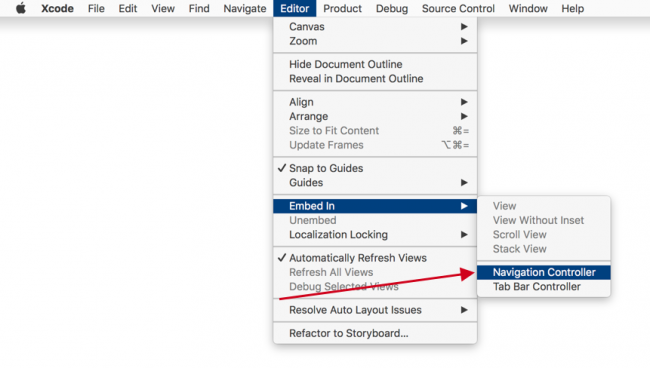 Xcode File Edit View Find Navigate Editor Product Debug Source Control Window Help
Canvas
Zoom
Hide Document Outline
Reveal in Document Outline
Align
Arrange
Size to Fit Content ⌘=
Update Frames ⌥⌘=
✓ Snap to Guides
Guides
Embed In
Unembed
Localization Locking
✓ Automatically Refresh Views
Refresh All Views
Debug Selected Views
Resolve Auto Layout Issues
Refactor to Storyboard...
View
View Without Inset
Scroll View
Stack View
Navigation Controller
Tab Bar Controller